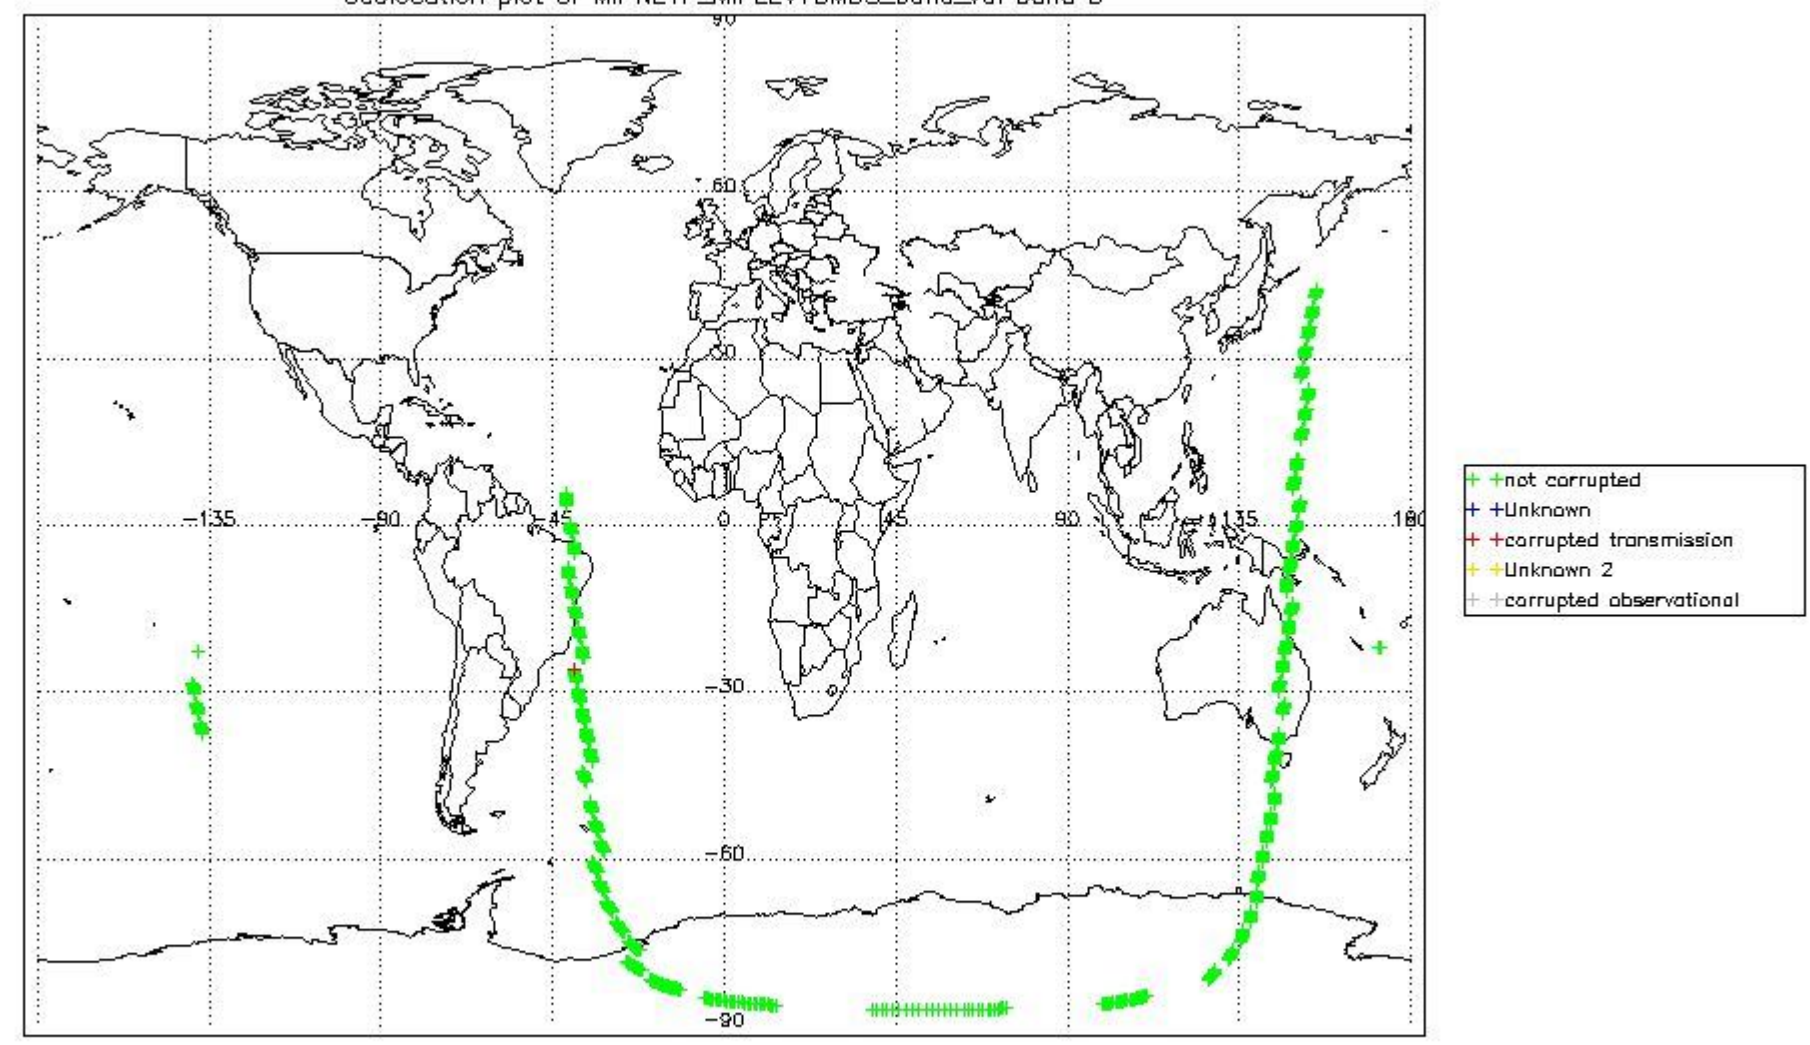 90
60
30
-135 -90 -45 0 45 90 135 180
-30
-60
-90
+ +not corrupted
+ +Unknown
+ +corrupted transmission
+ +Unknown 2
+ +corrupted observational